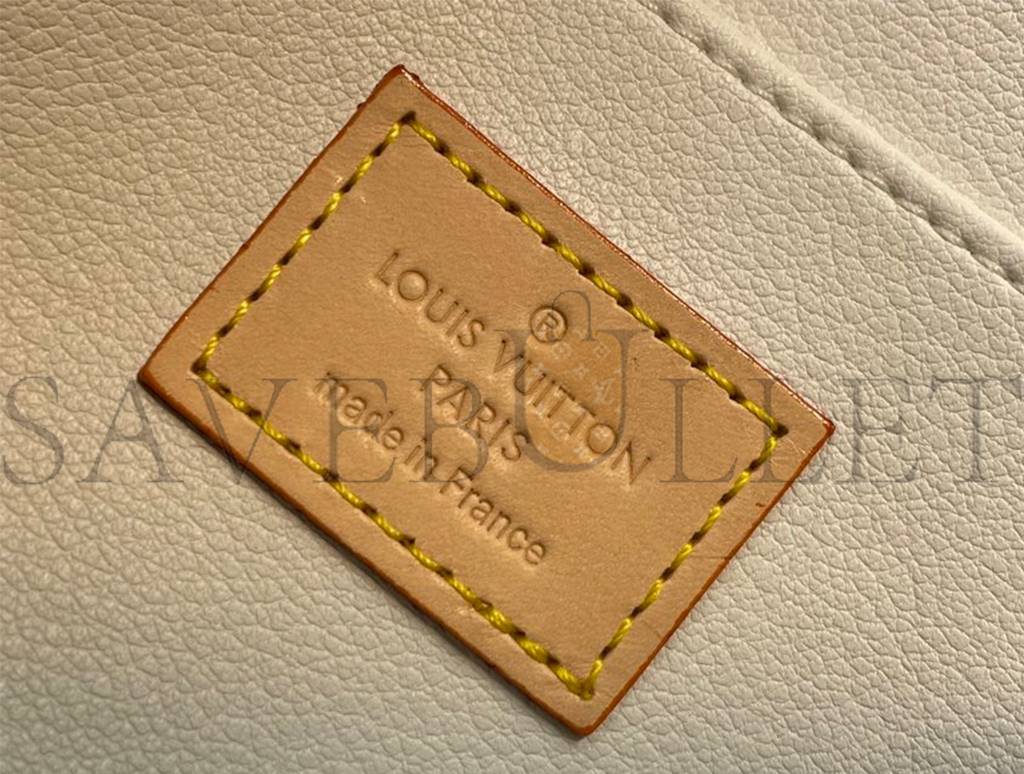 ®
LOUIS VUITTON
PARIS
made in France
SAVEBULLET